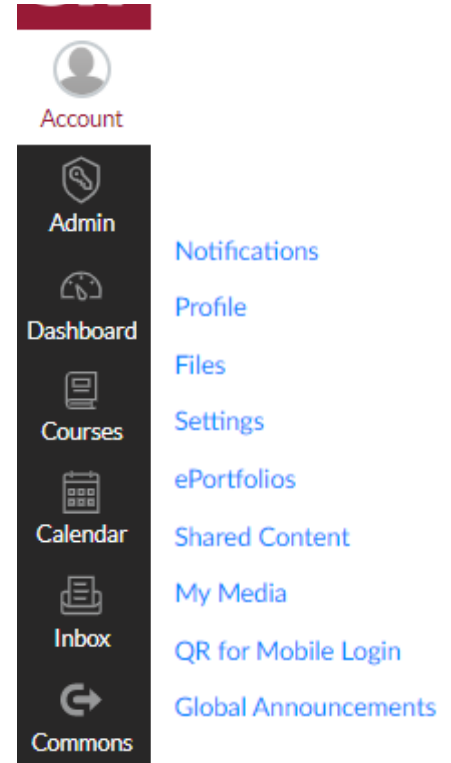 Account
Admin
Dashboard
Courses
Calendar
Inbox
Commons
Notifications
Profile
Files
Settings
ePortfolios
Shared Content
My Media
QR for Mobile Login
Global Announcements